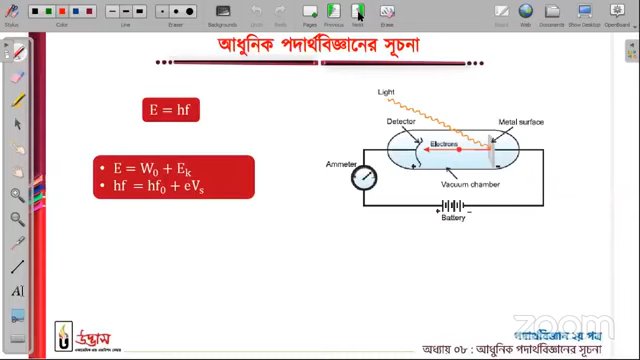 Stylus
Color
Line
Eraser
Backgrounds
Undo
Redo
Pages
Previous
Next
Erase
Board
Web
Documents
Show Desktop
OpenBoard
আধুনিক পদার্থবিজ্ঞানের সূচনা
E = hf
• E = W₀ + Eₖ
• hf = hf₀ + eVₛ
Light
Detector
Metal surface
Electrons
+
-
Ammeter
Vacuum chamber
+
-
Battery
zoom
উদ্ভাস
পদার্থবিজ্ঞান ২য় পত্র
অধ্যায় ০৮ : আধুনিক পদার্থবিজ্ঞানের সূচনা